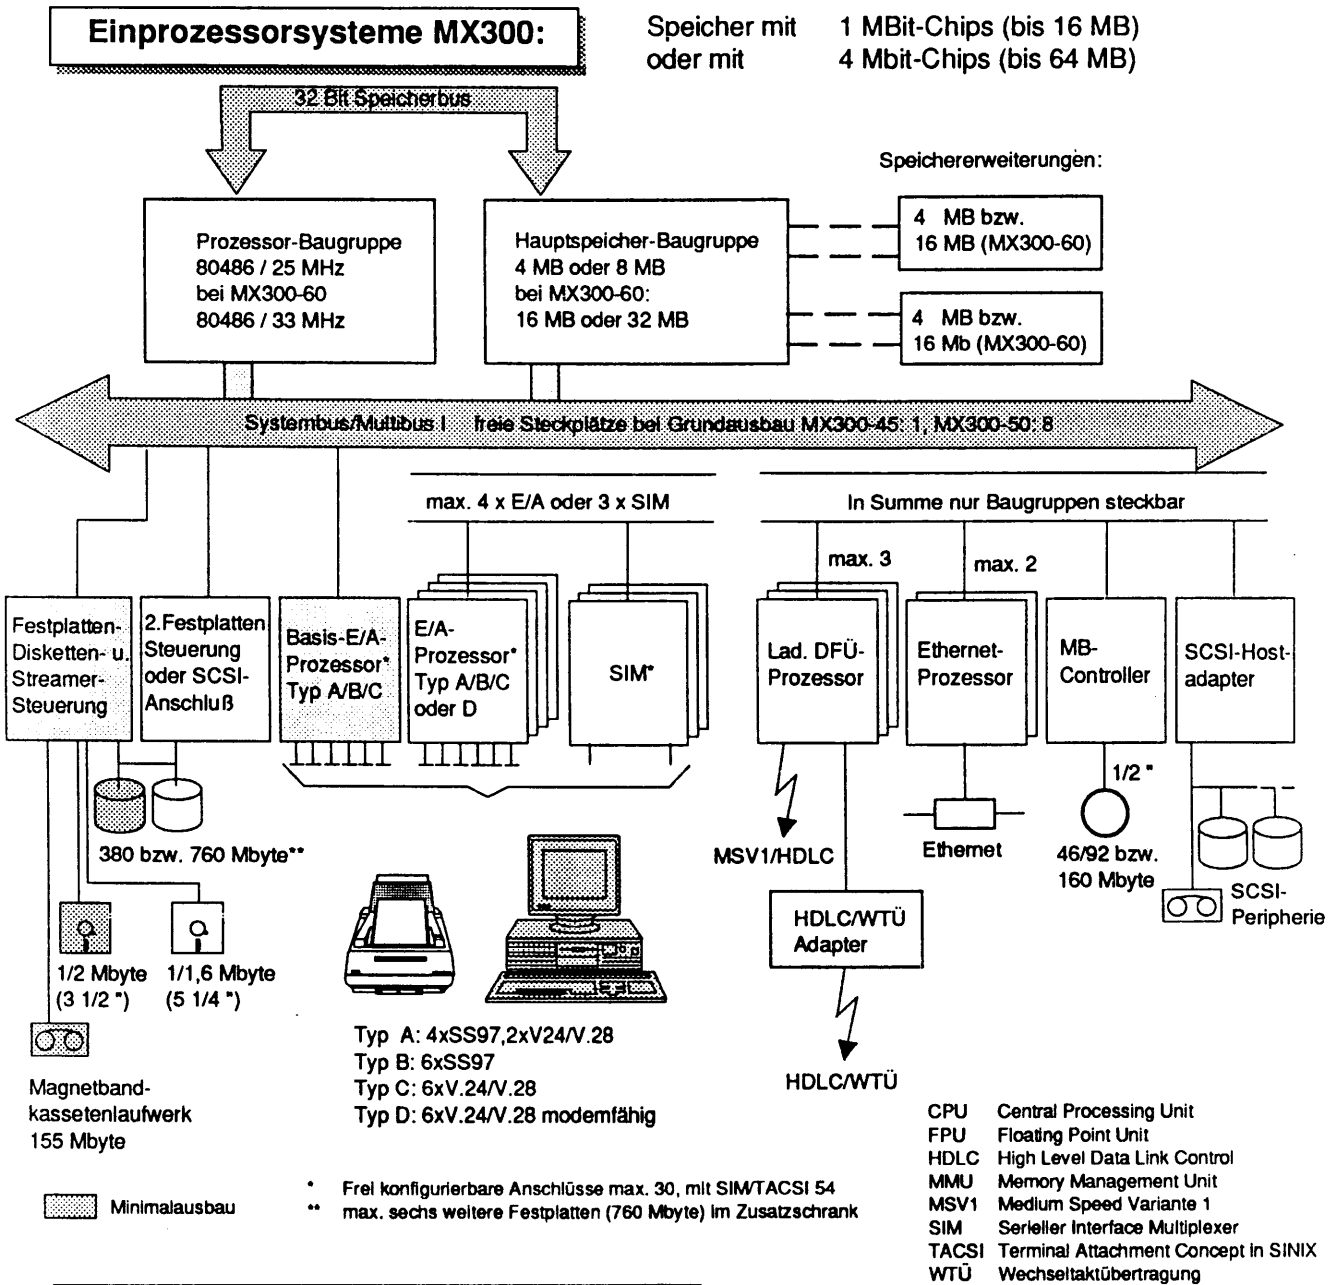 Einprozessorsysteme MX300:
Speicher mit 1 MBit-Chips (bis 16 MB)
oder mit 4 Mbit-Chips (bis 64 MB)
32 Bit Speicherbus
Speichererweiterungen:
Prozessor-Baugruppe
80486 / 25 MHz
bei MX300-60
80486 / 33 MHz
Hauptspeicher-Baugruppe
4 MB oder 8 MB
bei MX300-60:
16 MB oder 32 MB
4 MB bzw.
16 MB (MX300-60)
4 MB bzw.
16 Mb (MX300-60)
Systembus/Multibus I freie Steckplätze bei Grundausbau MX300-45: 1, MX300-50: 8
max. 4 x E/A oder 3 x SIM
In Summe nur Baugruppen steckbar
max. 3
max. 2
Festplatten-
Disketten- u.
Streamer-
Steuerung
2.Festplatten
Steuerung
oder SCSI-
Anschluß
Basis-E/A-
Prozessor*
Typ A/B/C
E/A-
Prozessor*
Typ A/B/C
oder D
SIM*
Lad. DFÜ-
Prozessor
Ethernet-
Prozessor
MB-
Controller
SCSI-Host-
adapter
380 bzw. 760 Mbyte**
1/2 Mbyte
(3 1/2 ")
1/1,6 Mbyte
(5 1/4 ")
Magnetband-
kassetenlaufwerk
155 Mbyte
MSV1/HDLC
Ethernet
1/2 "
46/92 bzw.
160 Mbyte
SCSI-
Peripherie
HDLC/WTÜ
Adapter
HDLC/WTÜ
Typ A: 4xSS97,2xV24/V.28
Typ B: 6xSS97
Typ C: 6xV.24/V.28
Typ D: 6xV.24/V.28 modemfähig
Minimalausbau
* Frei konfigurierbare Anschlüsse max. 30, mit SIM/TACSI 54
** max. sechs weitere Festplatten (760 Mbyte) im Zusatzschrank
CPU Central Processing Unit
FPU Floating Point Unit
HDLC High Level Data Link Control
MMU Memory Management Unit
MSV1 Medium Speed Variante 1
SIM Serieller Interface Multiplexer
TACSI Terminal Attachment Concept in SINIX
WTÜ Wechseltaktübertragung